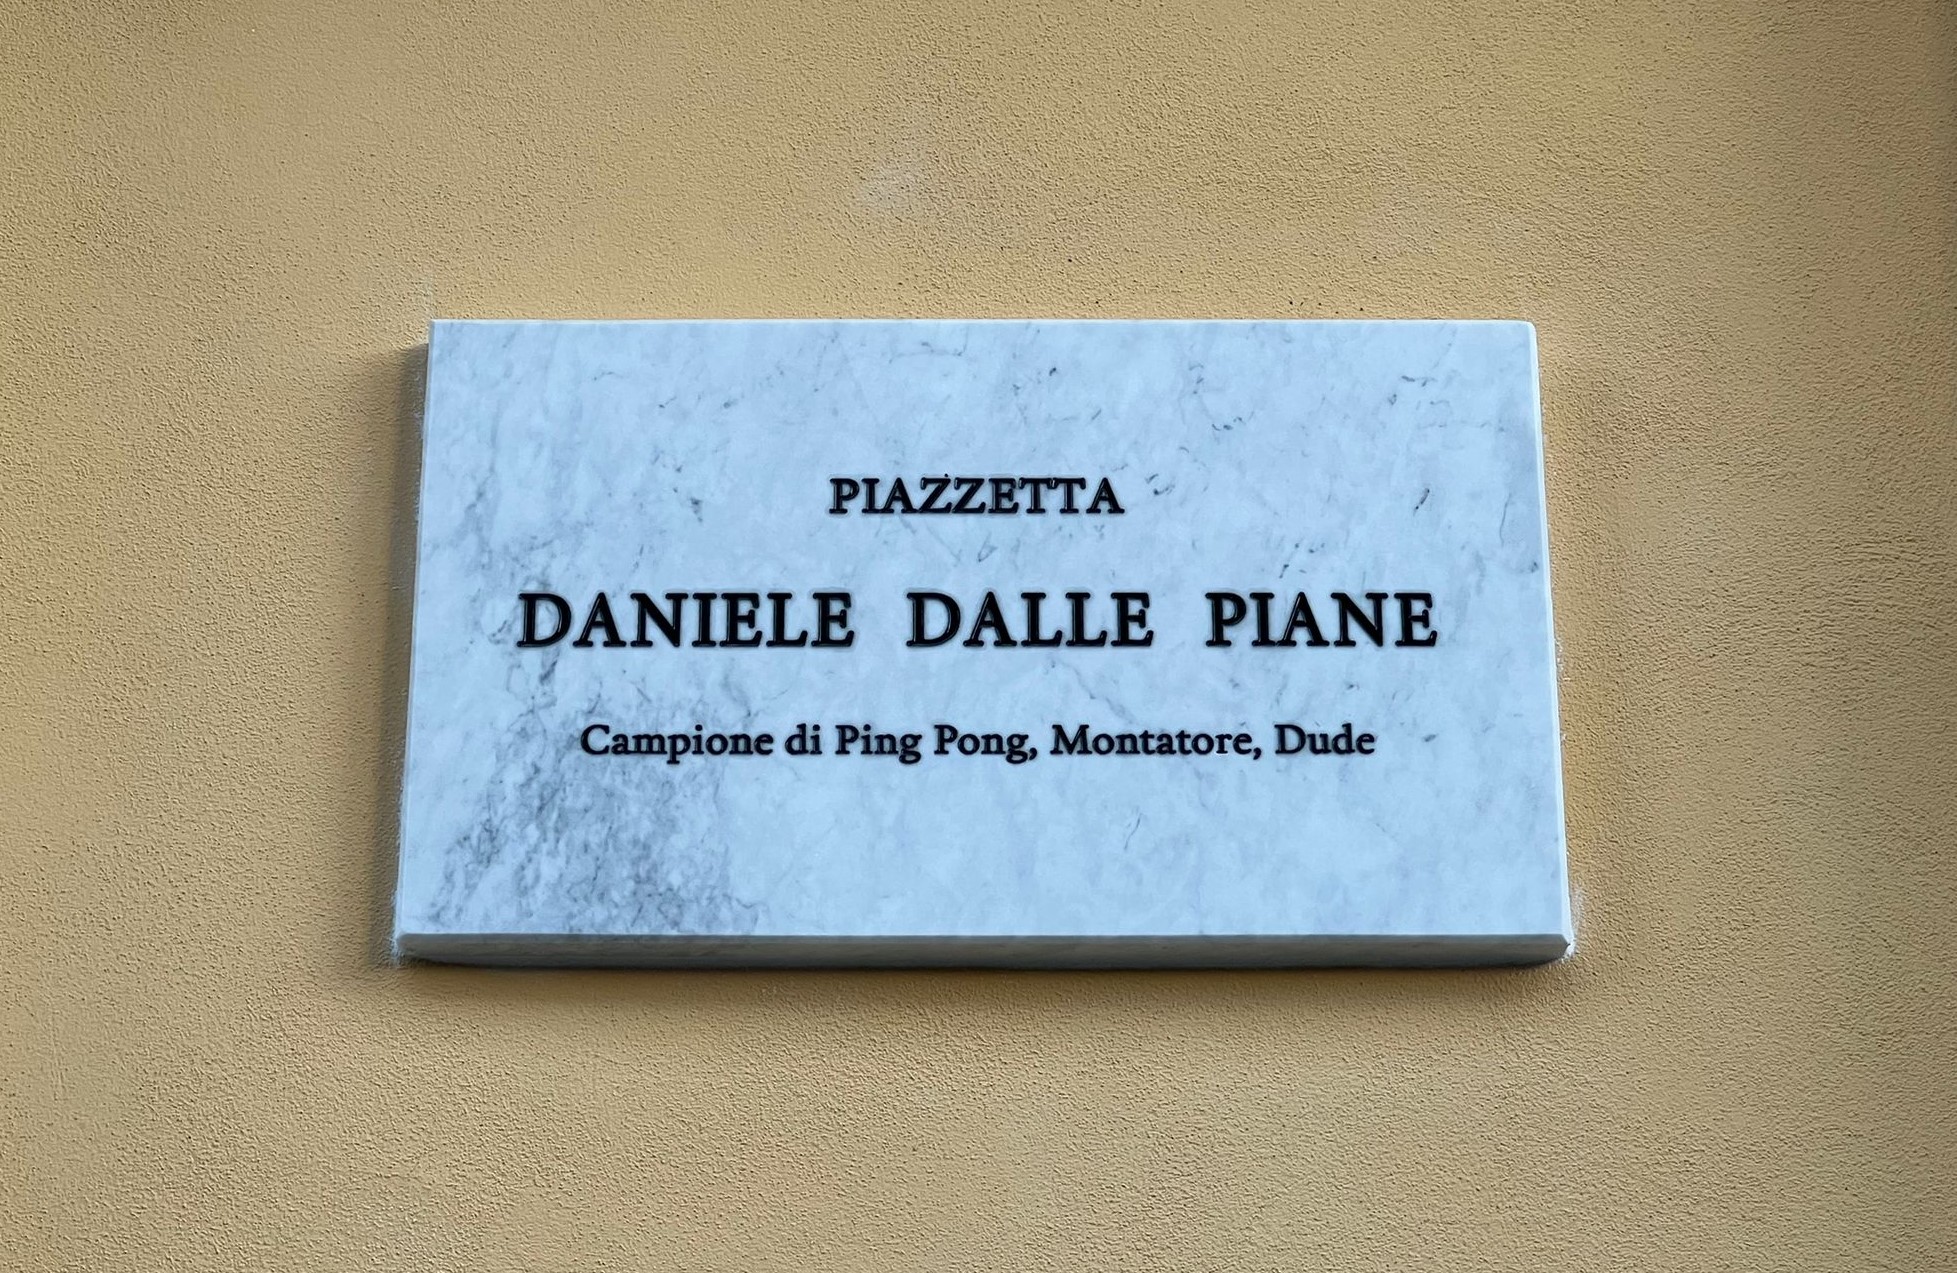 PIAZZETTA
DANIELE DALLE PIANE
Campione di Ping Pong, Montatore, Dude